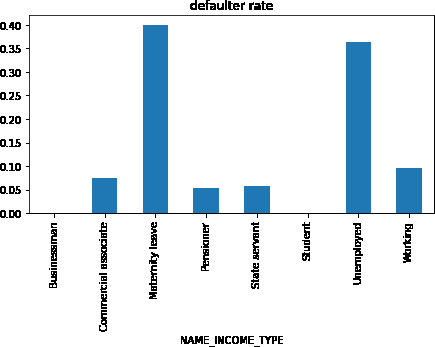 defaulter rate
0.40
0.35
0.30
0.25
0.20
0.15
0.10
0.05
0.00
Businessman
Commercial associate
Maternity leave
Pensioner
State servant
Student
Unemployed
Working
NAME_INCOME_TYPE